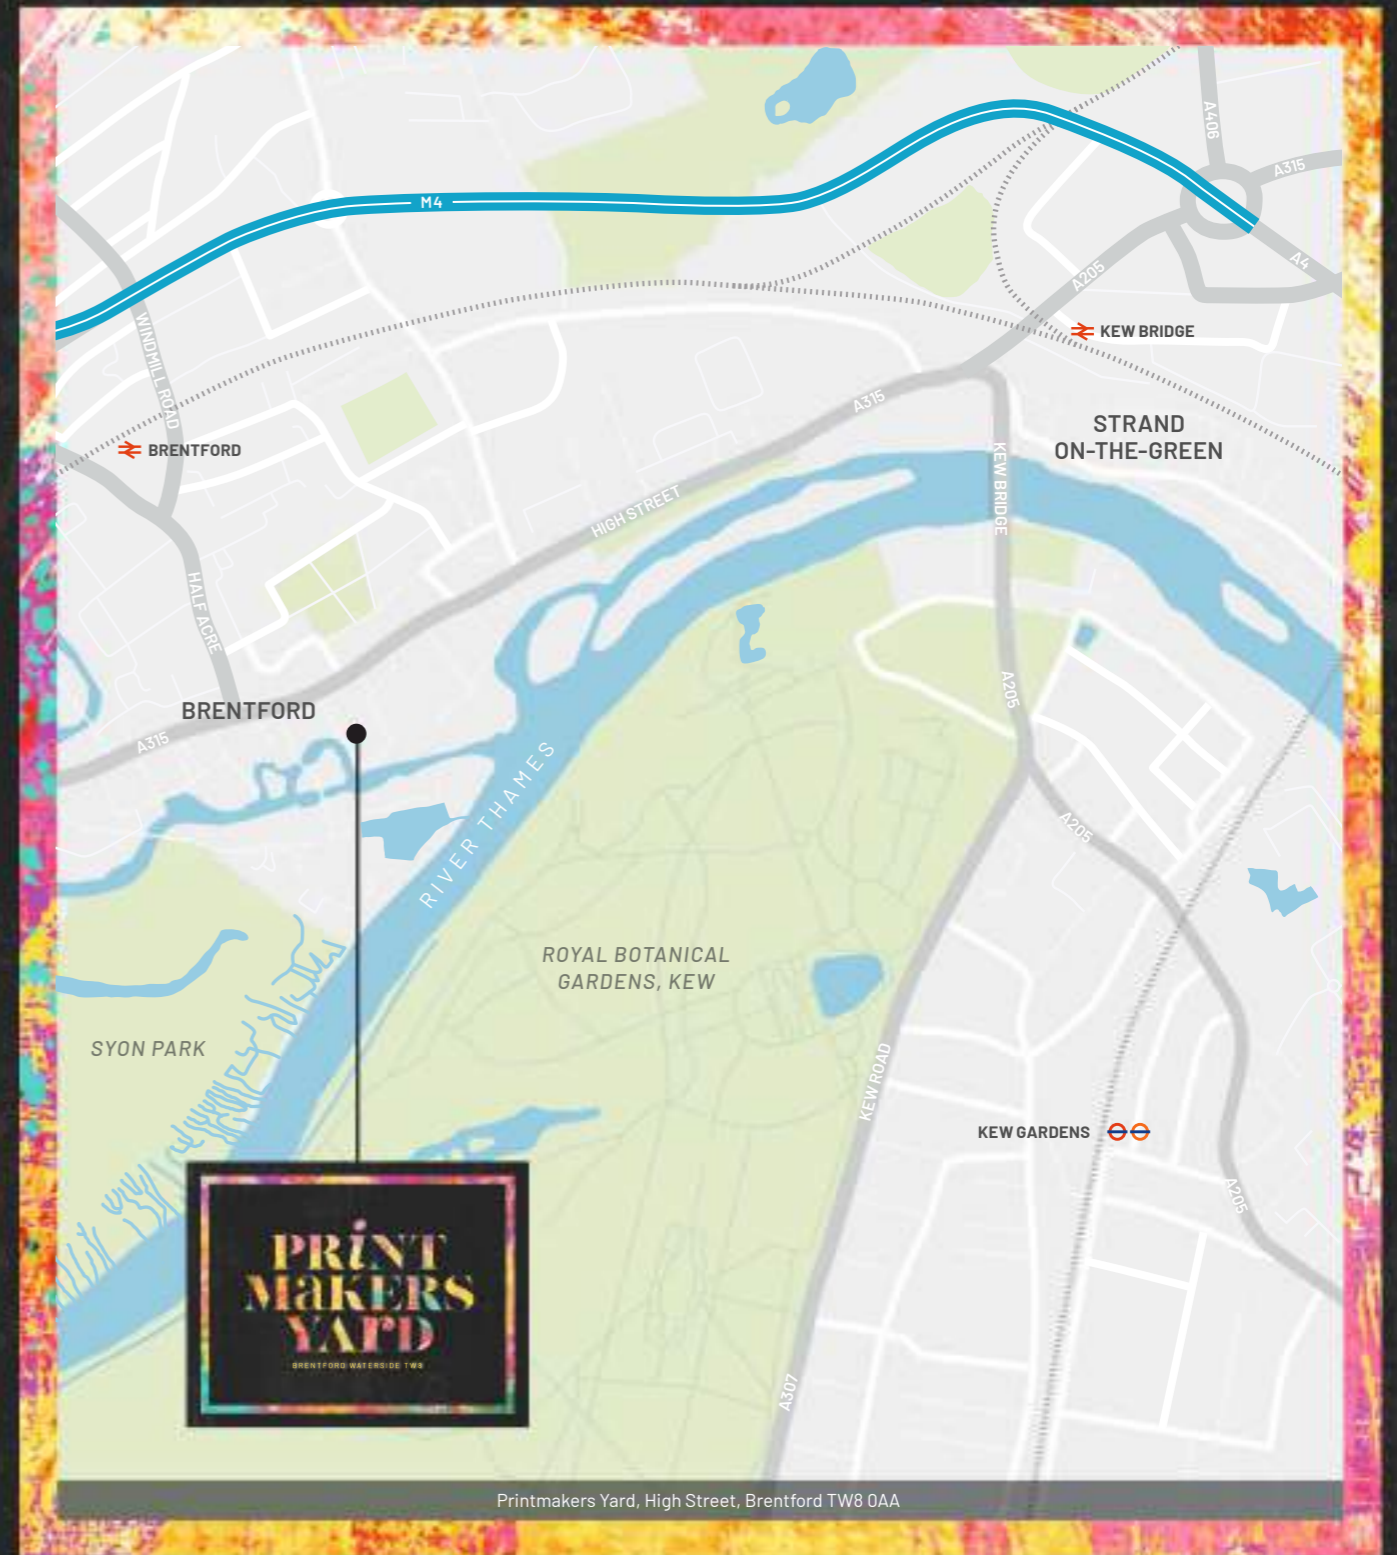 A406
A315
M4
A4
A205
KEW BRIDGE
WINDMILL ROAD
A315
STRAND
ON-THE-GREEN
BRENTFORD
KEW BRIDGE
HIGH STREET
HALF ACRE
A205
BRENTFORD
A315
RIVER THAMES
A205
ROYAL BOTANICAL
GARDENS, KEW
SYON PARK
KEW ROAD
KEW GARDENS
A205
PRiNT
MaKERS
YArD
BRENTFORD WATERSIDE TW8
A307
Printmakers Yard, High Street, Brentford TW8 0AA